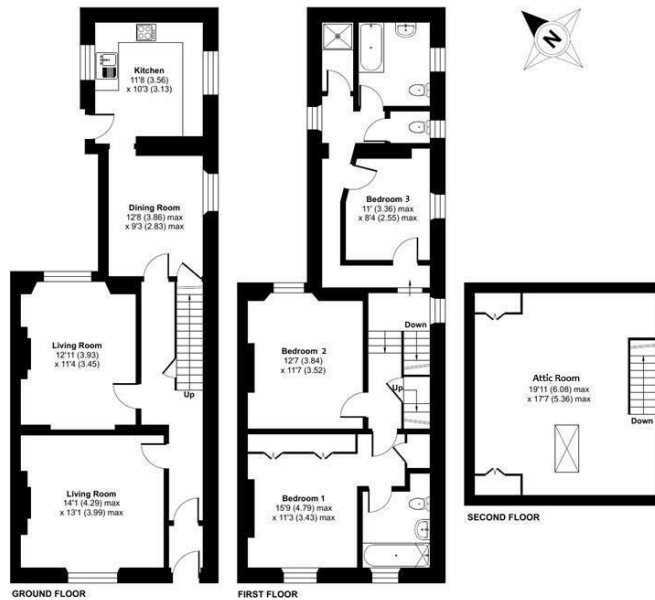 Kitchen
11'8 (3.56)
x 10'3 (3.13)
Dining Room
12'8 (3.86) max
x 9'3 (2.83) max
Living Room
12'11 (3.93)
x 11'4 (3.45)
Up
Living Room
14'1 (4.29) max
x 13'1 (3.99) max
GROUND FLOOR
Bedroom 3
11' (3.36) max
x 8'4 (2.55) max
Down
Bedroom 2
12'7 (3.84)
x 11'7 (3.52)
Up
Bedroom 1
15'9 (4.79) max
x 11'3 (3.43) max
FIRST FLOOR
N
Attic Room
19'11 (6.08) max
x 17'7 (5.36) max
Down
SECOND FLOOR